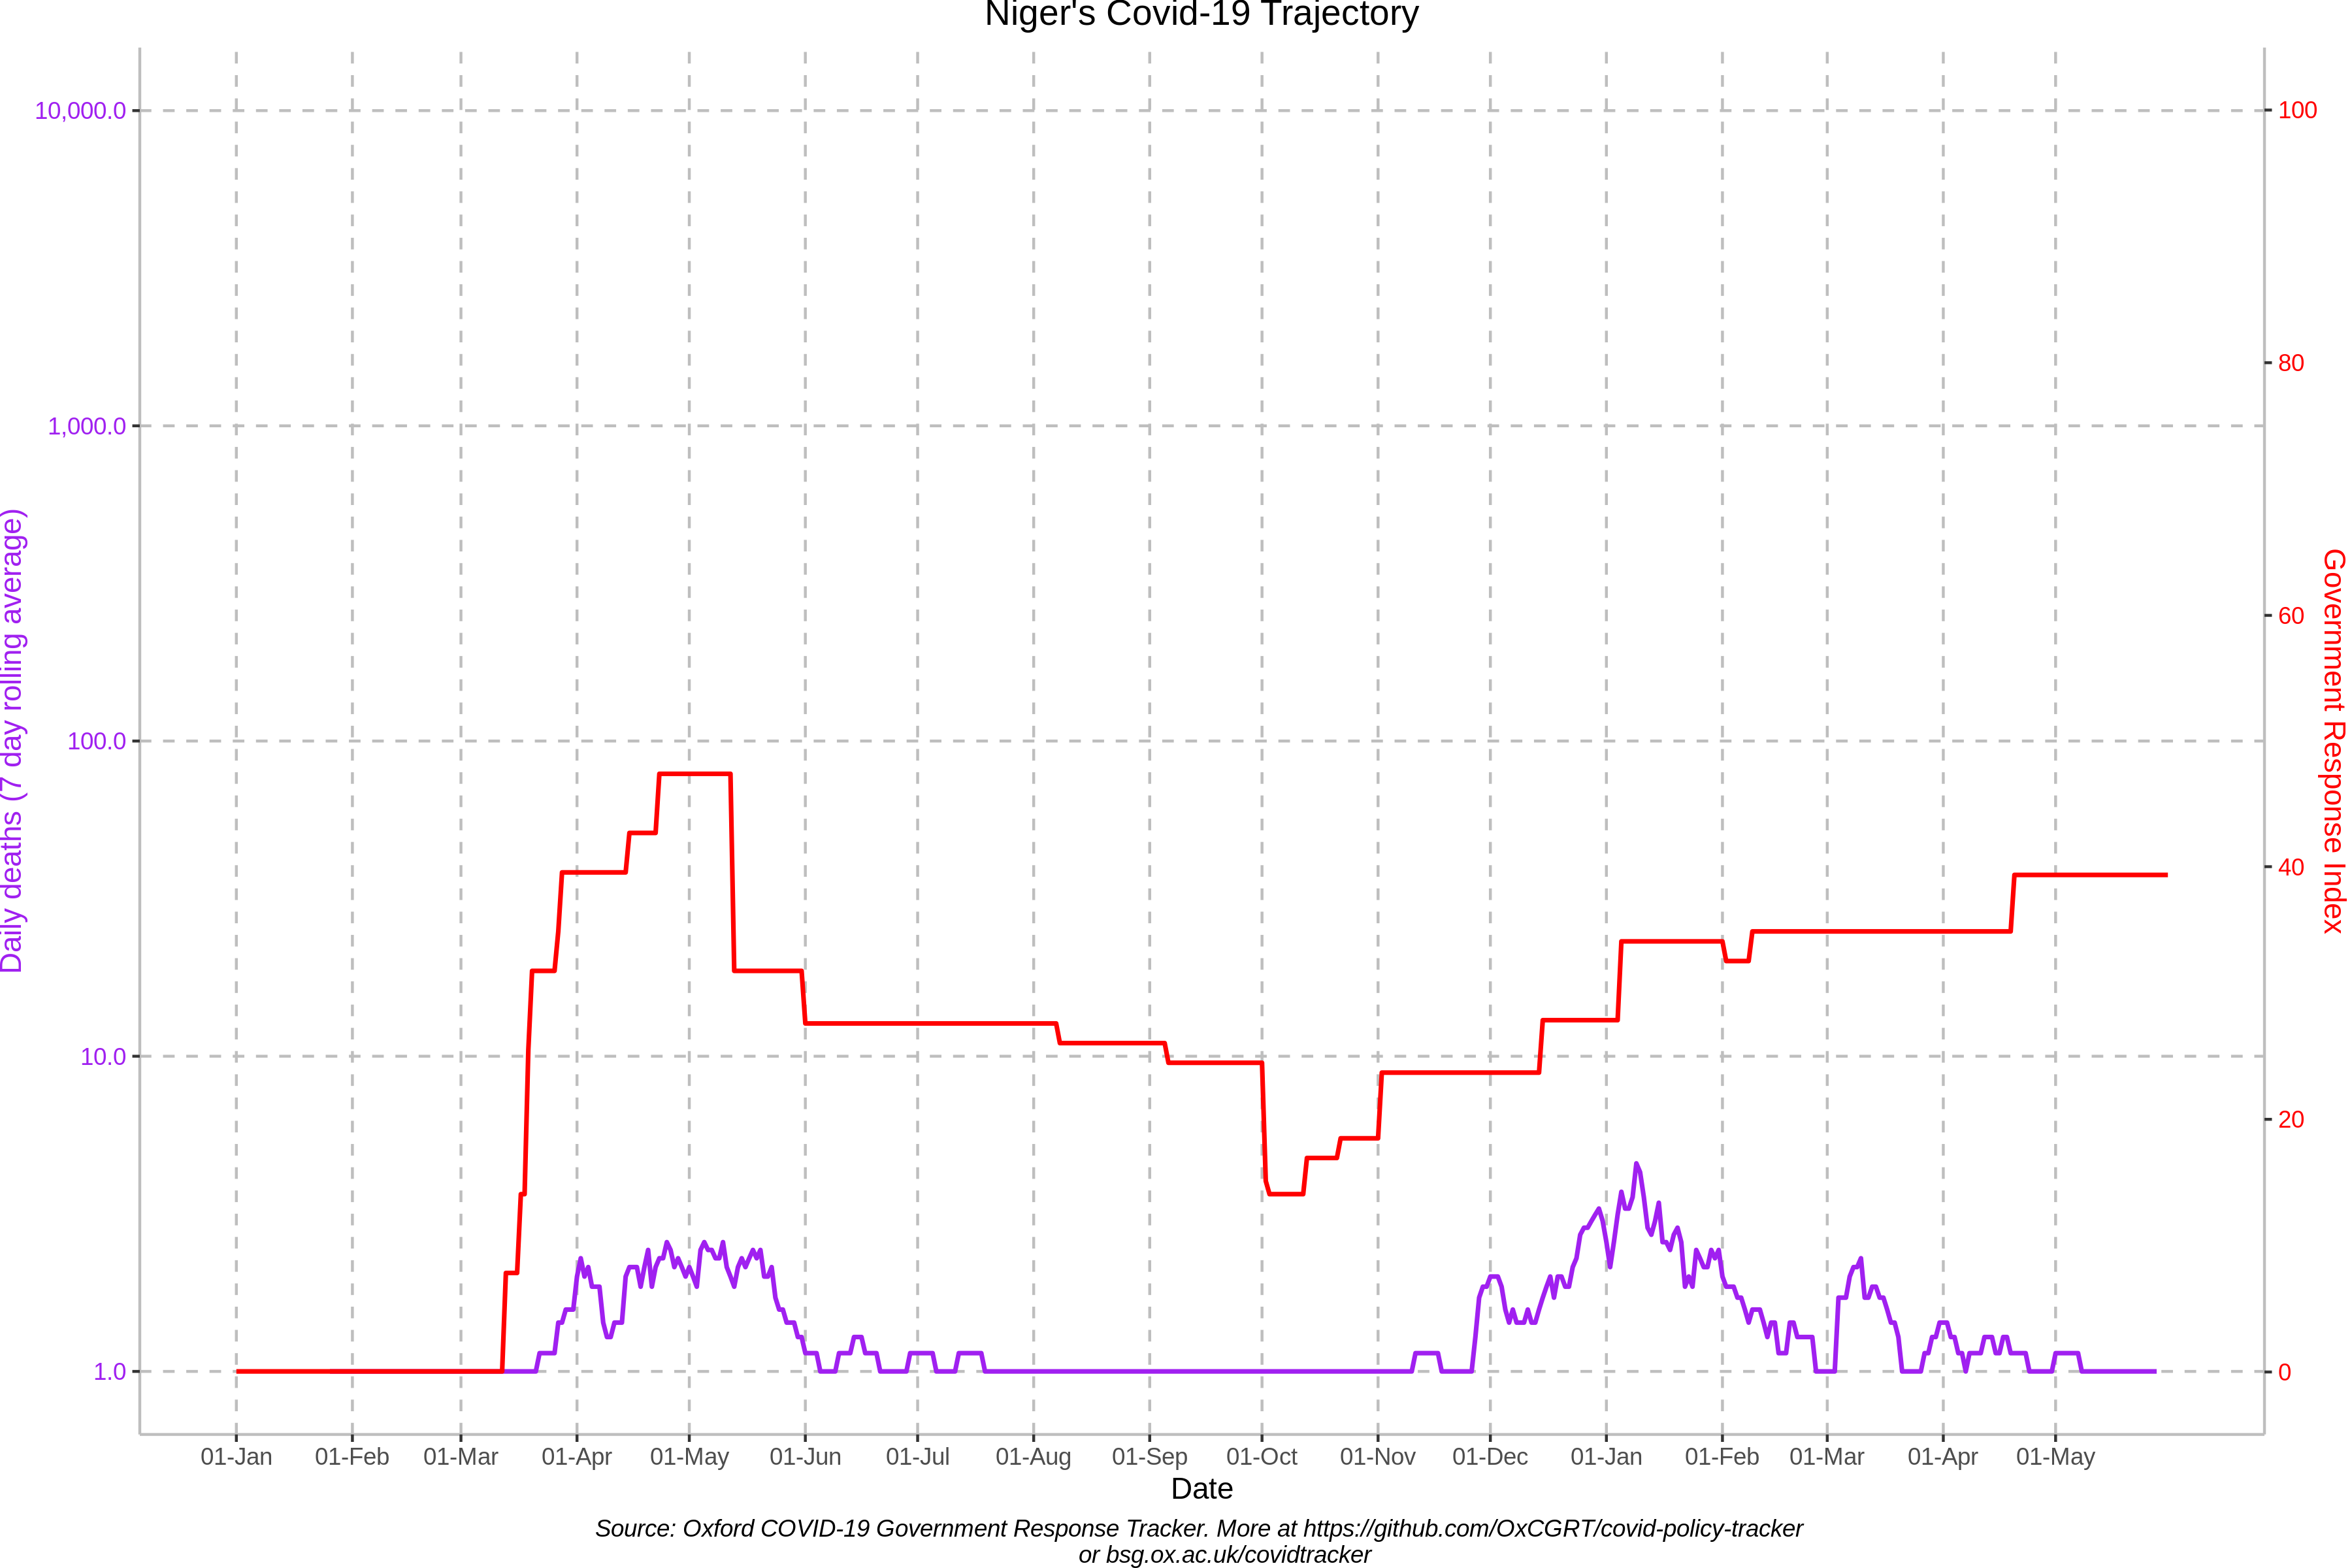 Niger's Covid-19 Trajectory
10,000.0
1,000.0
100.0
10.0
1.0
Daily deaths (7 day rolling average)
100
80
60
40
20
0
Government Response Index
01-Jan 01-Feb 01-Mar 01-Apr 01-May 01-Jun 01-Jul 01-Aug 01-Sep 01-Oct 01-Nov 01-Dec 01-Jan 01-Feb 01-Mar 01-Apr 01-May
Date
Source: Oxford COVID-19 Government Response Tracker. More at https://github.com/OxCGRT/covid-policy-tracker
or bsg.ox.ac.uk/covidtracker